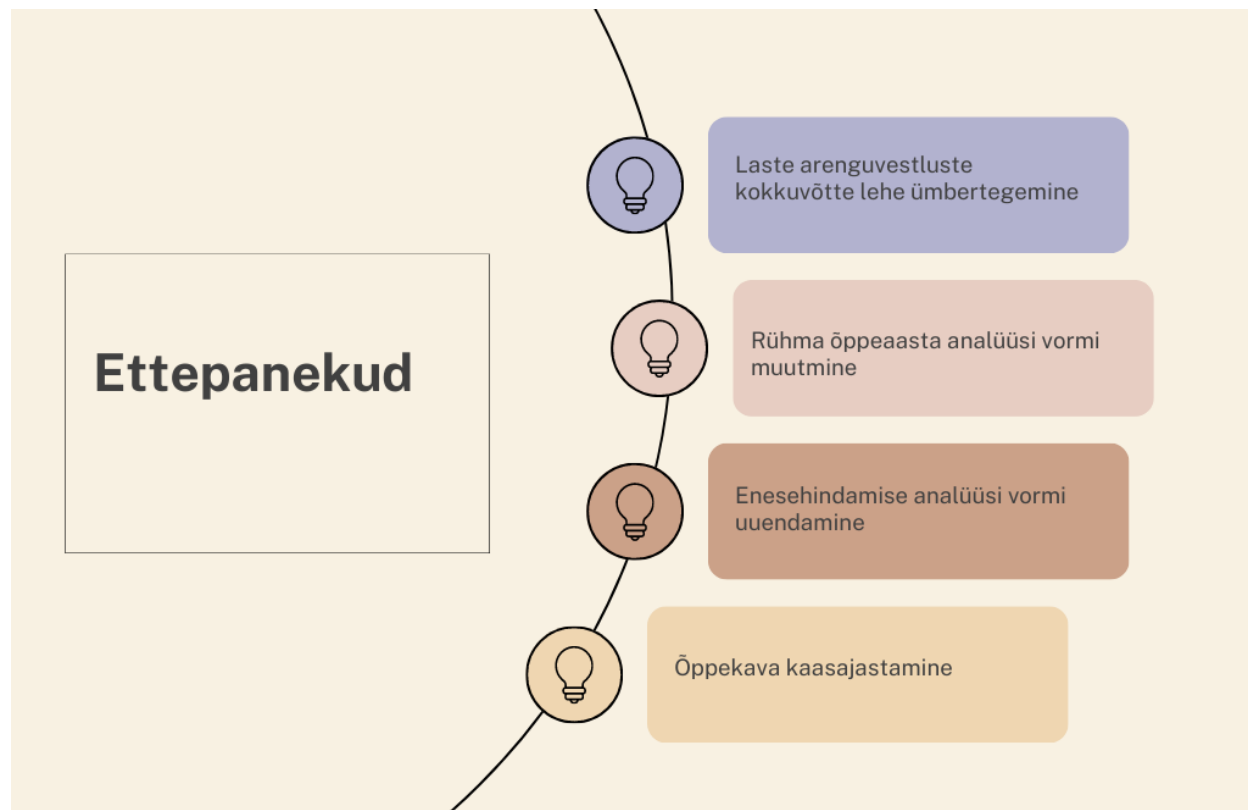 Ettepanekud
Laste arenguvestluste
kokkuvõtte lehe ümbertegemine
Rühma õppeaasta analüüsi vormi
muutmine
Enesehindamise analüüsi vormi
uuendamine
Õppekava kaasajastamine